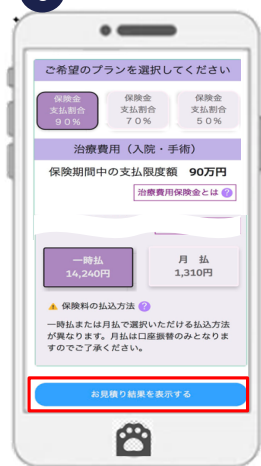 ご希望のプランを選択してください
保険金
支払割合
90%
保険金
支払割合
70%
保険金
支払割合
50%
治療費用（入院・手術）
保険期間中の支払限度額 90万円
治療費用保険金とは ?
一時払
14,240円
月 払
1,310円
保険料の払込方法 ?
一時払または月払で選択いただける払込方法
が異なります。月払は口座振替のみとなりま
すのでご了承ください。
お見積り結果を表示する